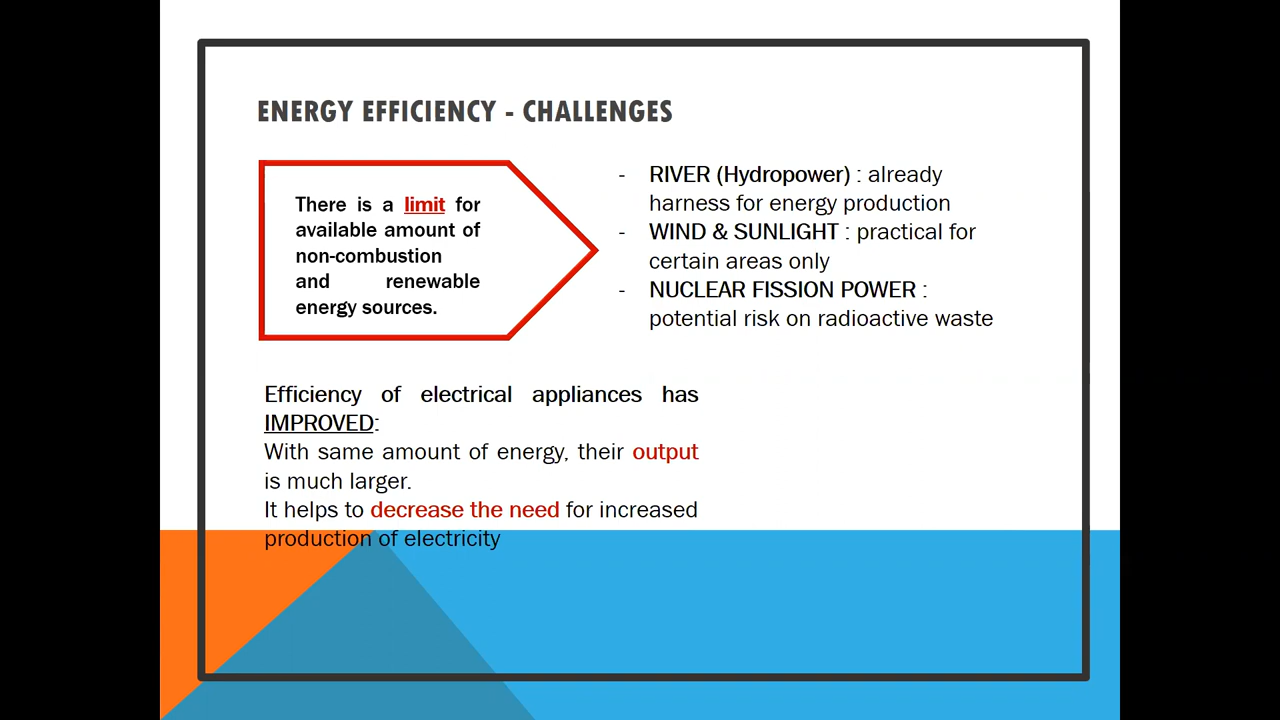 ENERGY EFFICIENCY - CHALLENGES
There is a limit for
available amount of
non-combustion
and renewable
energy sources.
- RIVER (Hydropower) : already
harness for energy production
- WIND & SUNLIGHT : practical for
certain areas only
- NUCLEAR FISSION POWER :
potential risk on radioactive waste
Efficiency of electrical appliances has
IMPROVED:
With same amount of energy, their output
is much larger.
It helps to decrease the need for increased
production of electricity